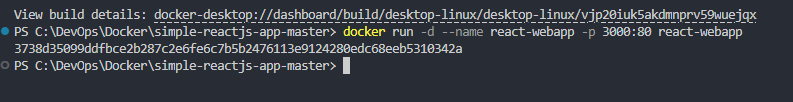 View build details: docker-desktop://dashboard/build/desktop-linux/desktop-linux/vjp20iuk5akdmnprv59wuejqx
PS C:\DevOps\Docker\simple-reactjs-app-master> docker run -d --name react-webapp -p 3000:80 react-webapp
3738d35099ddfbce2b287c2e6fe6c7b5b2476113e9124280edc68eeb5310342a
PS C:\DevOps\Docker\simple-reactjs-app-master>